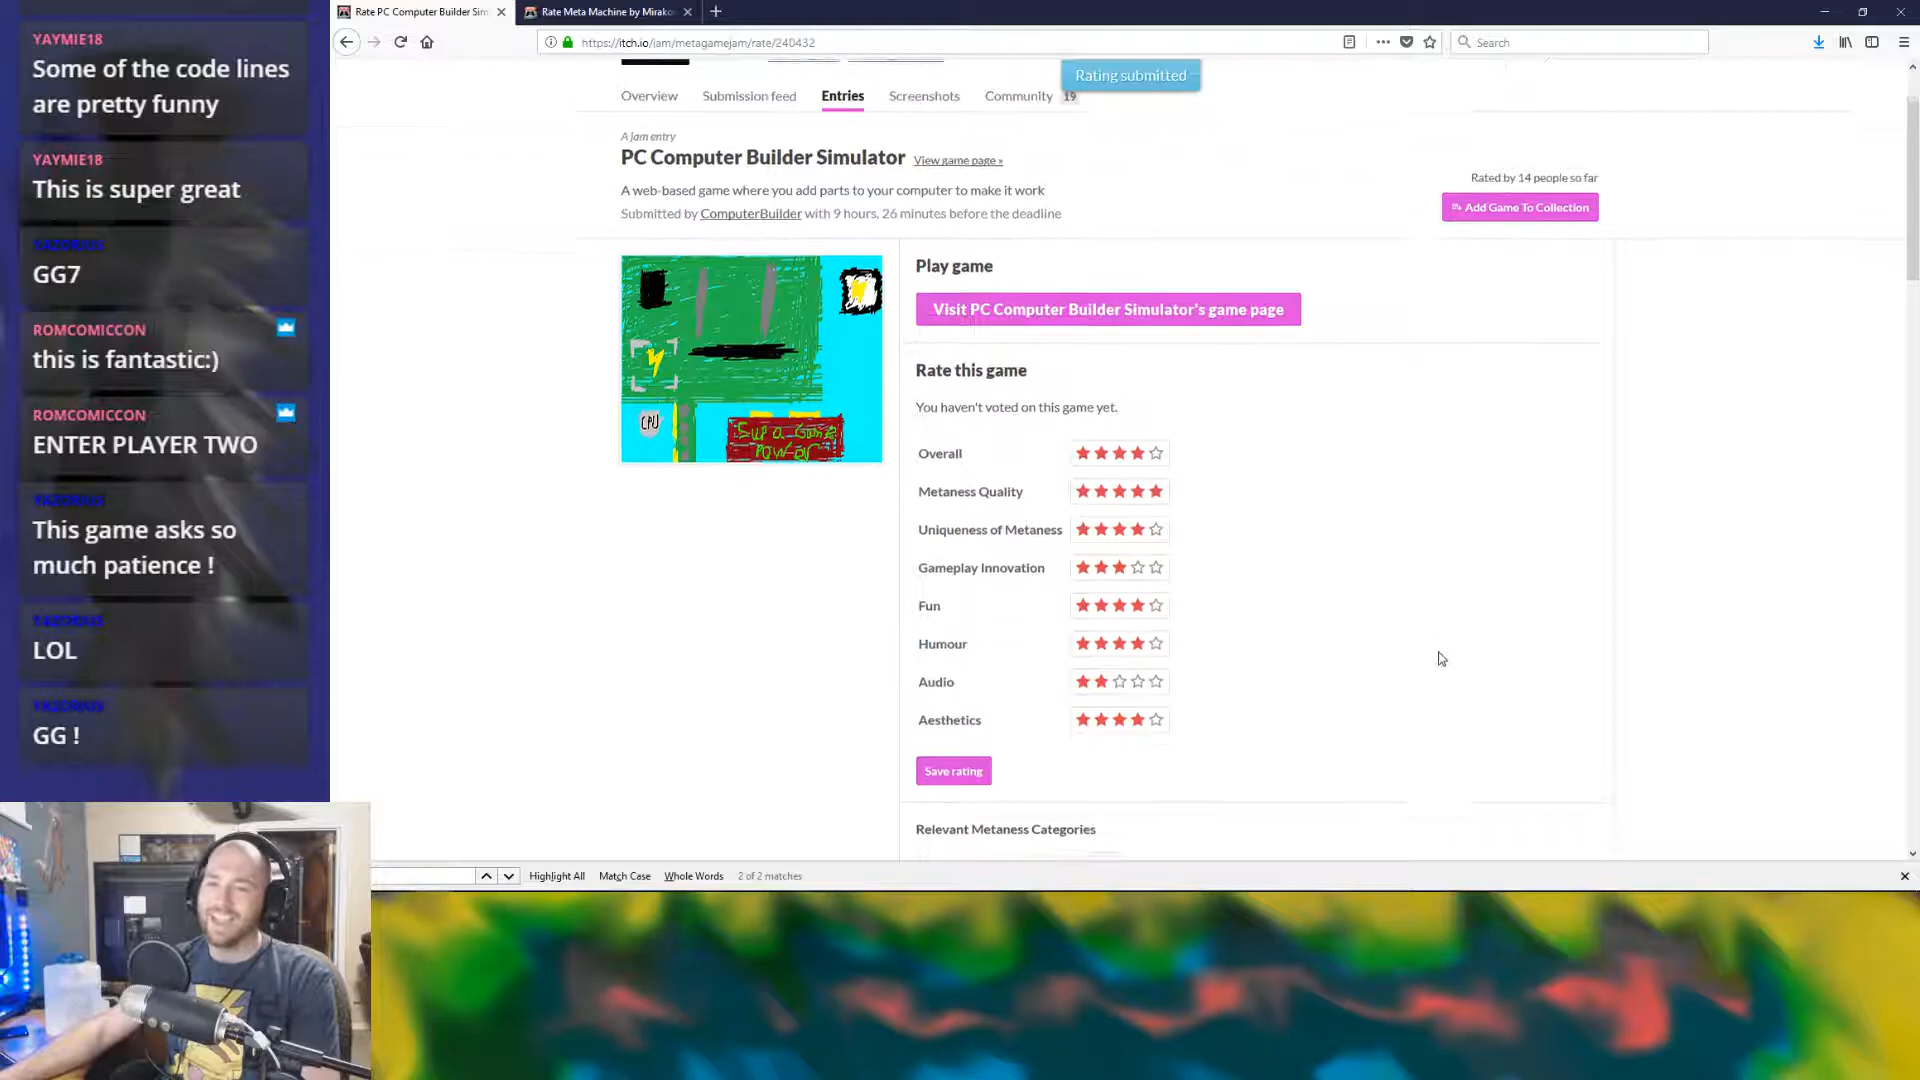 YAYMIE18
Some of the code lines
are pretty funny
YAYMIE18
This is super great
YAZORIUS
GG7
ROMCOMICCON
this is fantastic:)
ROMCOMICCON
ENTER PLAYER TWO
YAZORIUS
This game asks so
much patience !
YAZORIUS
LOL
YAZORIUS
GG !
Rate PC Computer Builder Sim
Rate Meta Machine by Mirako
https://itch.io/jam/metagamejam/rate/240432
Search
Rating submitted
Overview
Submission feed
Entries
Screenshots
Community
19
A jam entry
PC Computer Builder Simulator
View game page »
A web-based game where you add parts to your computer to make it work
Submitted by ComputerBuilder with 9 hours, 26 minutes before the deadline
Rated by 14 people so far
Add Game To Collection
CPU
Supa Game
POWER
Play game
Visit PC Computer Builder Simulator's game page
Rate this game
You haven't voted on this game yet.
Overall
Metaness Quality
Uniqueness of Metaness
Gameplay Innovation
Fun
Humour
Audio
Aesthetics
Save rating
Relevant Metaness Categories
Highlight All
Match Case
Whole Words
2 of 2 matches